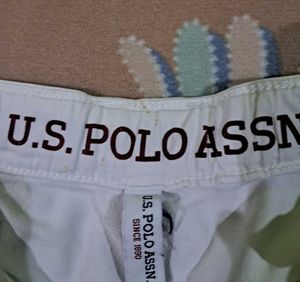 U.S. POLO ASSN
U.S. POLO ASSN.
SINCE 1890